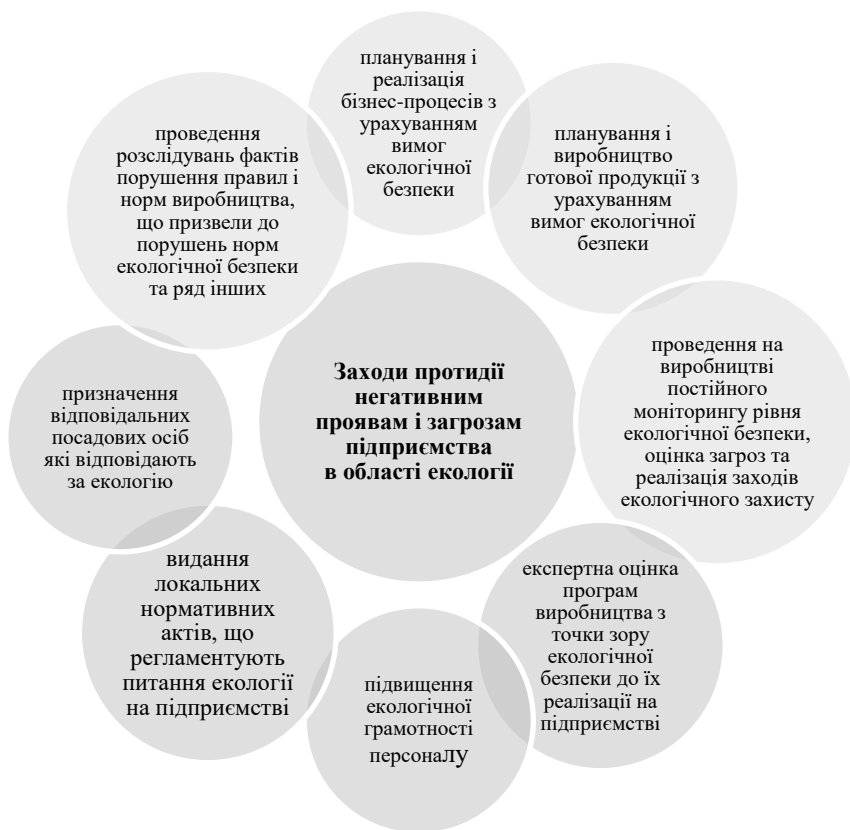 планування і
реалізація
бізнес-процесів з
урахуванням
вимог
екологічної
безпеки
планування і
виробництво
готової продукції з
урахуванням
вимог екологічної
безпеки
проведення на
виробництві
постійного
моніторингу рівня
екологічної безпеки,
оцінка загроз та
реалізація заходів
екологічного захисту
експертна оцінка
програм
виробництва з
точки зору
екологічної
безпеки до їх
реалізації на
підприємстві
підвищення
екологічної
грамотності
персоналу
видання
локальних
нормативних
актів, що
регламентують
питання екології
на підприємстві
призначення
відповідальних
посадових осіб
які відповідають
за екологію
проведення
розслідувань фактів
порушення правил і
норм виробництва,
що призвели до
порушень норм
екологічної безпеки
та ряд інших
Заходи протидії
негативним
проявам і загрозам
підприємства
в області екології